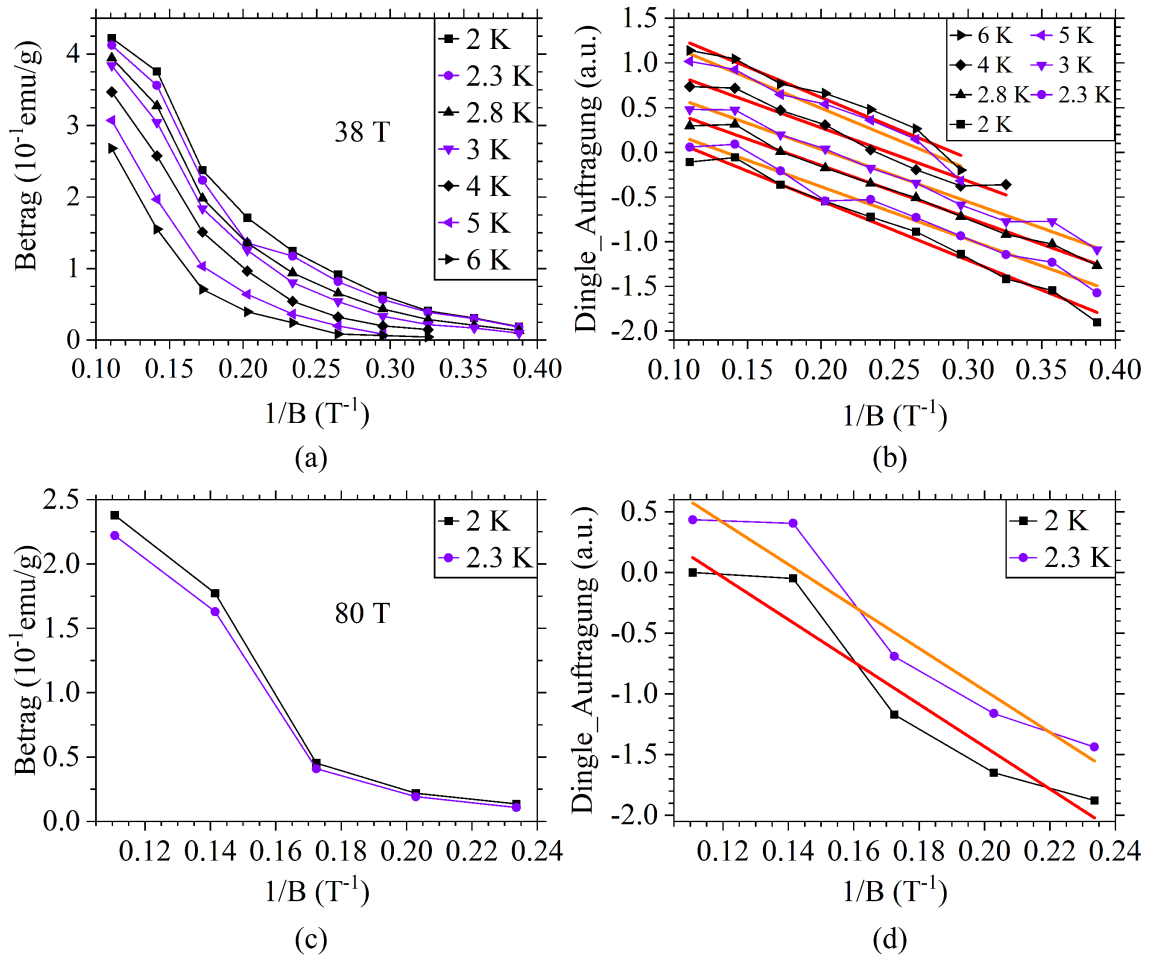 Betrag (10⁻¹emu/g)
4
3
2
1
0
38 T
2 K
2.3 K
2.8 K
3 K
4 K
5 K
6 K
0.10 0.15 0.20 0.25 0.30 0.35 0.40
1/B (T⁻¹)
(a)
Dingle_Auftragung (a.u.)
1.5
1.0
0.5
0.0
-0.5
-1.0
-1.5
-2.0
6 K 5 K
4 K 3 K
2.8 K 2.3 K
2 K
0.10 0.15 0.20 0.25 0.30 0.35 0.40
1/B (T⁻¹)
(b)
Betrag (10⁻¹emu/g)
2.5
2.0
1.5
1.0
0.5
0.0
80 T
2 K
2.3 K
0.12 0.14 0.16 0.18 0.20 0.22 0.24
1/B (T⁻¹)
(c)
Dingle_Auftragung (a.u.)
0.5
0.0
-0.5
-1.0
-1.5
-2.0
2 K
2.3 K
0.12 0.14 0.16 0.18 0.20 0.22 0.24
1/B (T⁻¹)
(d)